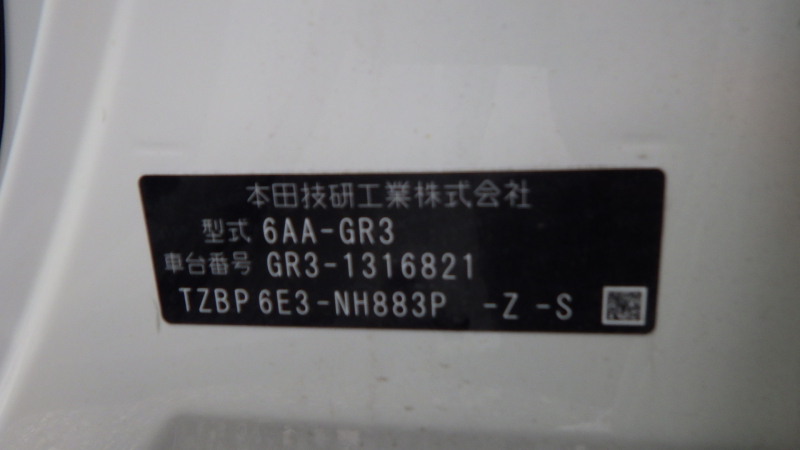 本田技研工業株式会社
型式 6AA-GR3
車台番号 GR3-1316821
TZBP 6E3-NH883P -Z -S